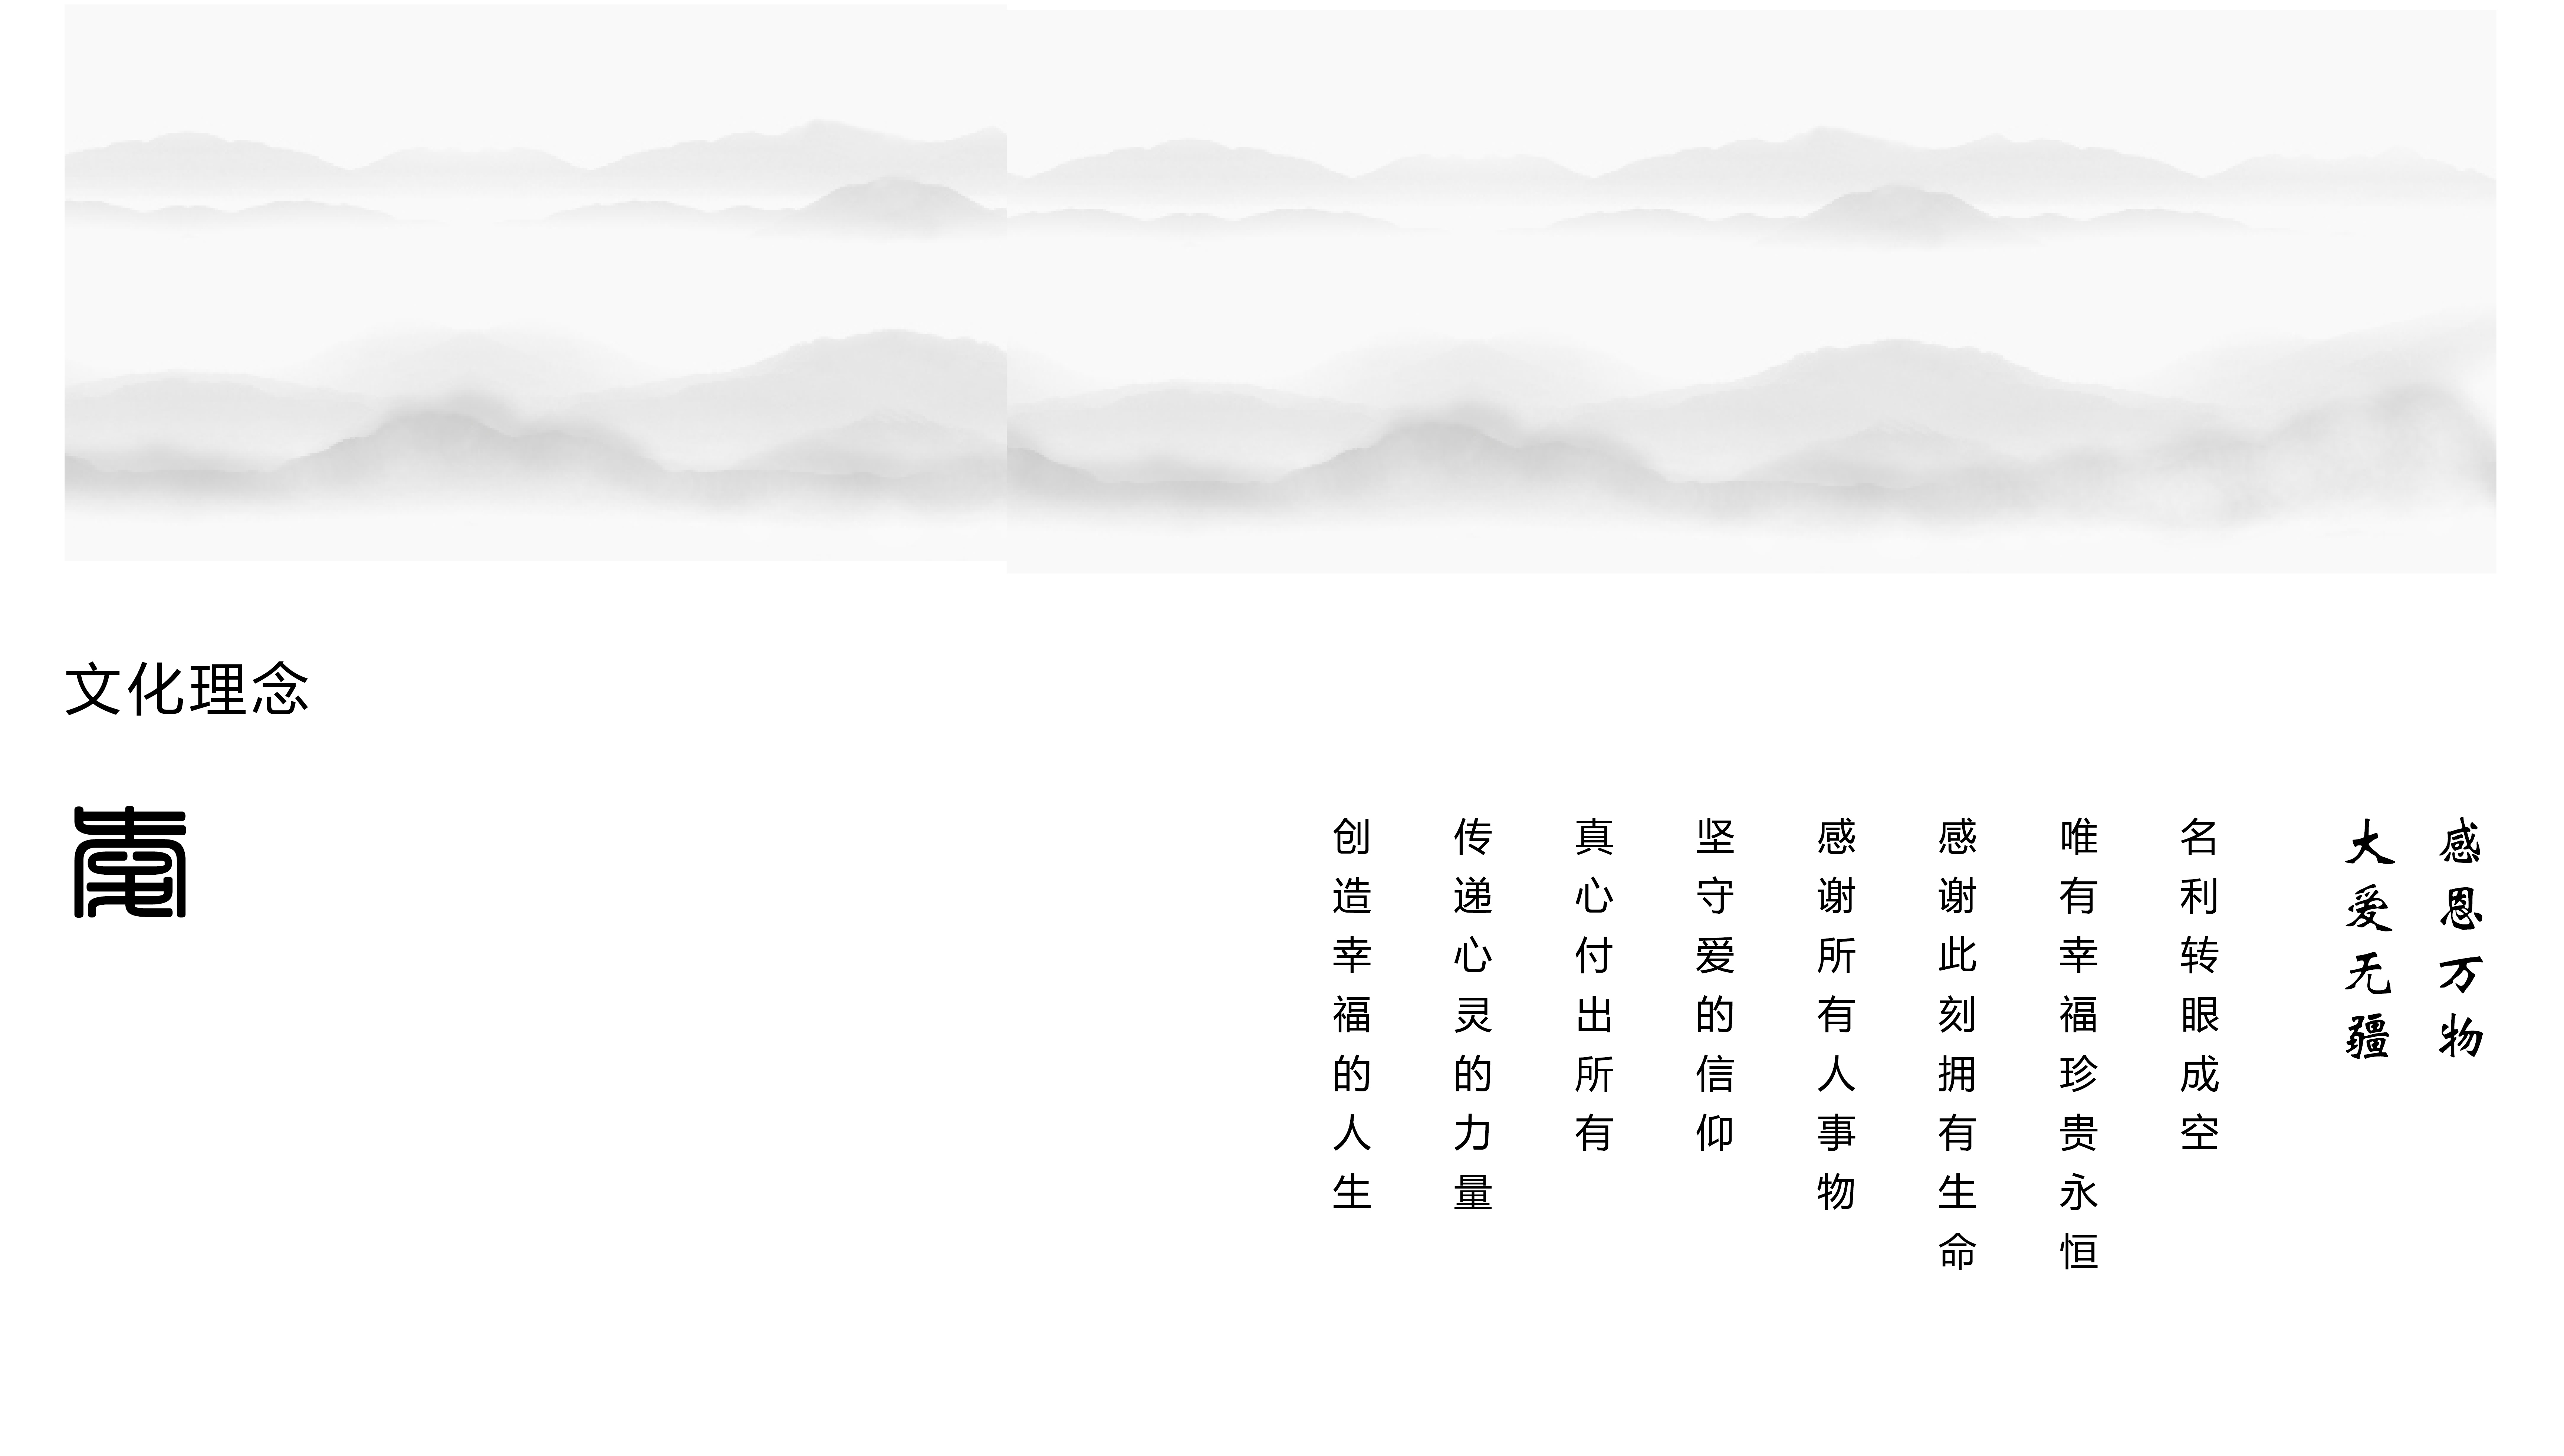 文化理念
感恩万物
大爱无疆
名利转眼成空
唯有幸福珍贵永恒
感谢此刻拥有生命
感谢所有人事物
坚守爱的信仰
真心付出所有
传递心灵的力量
创造幸福的人生